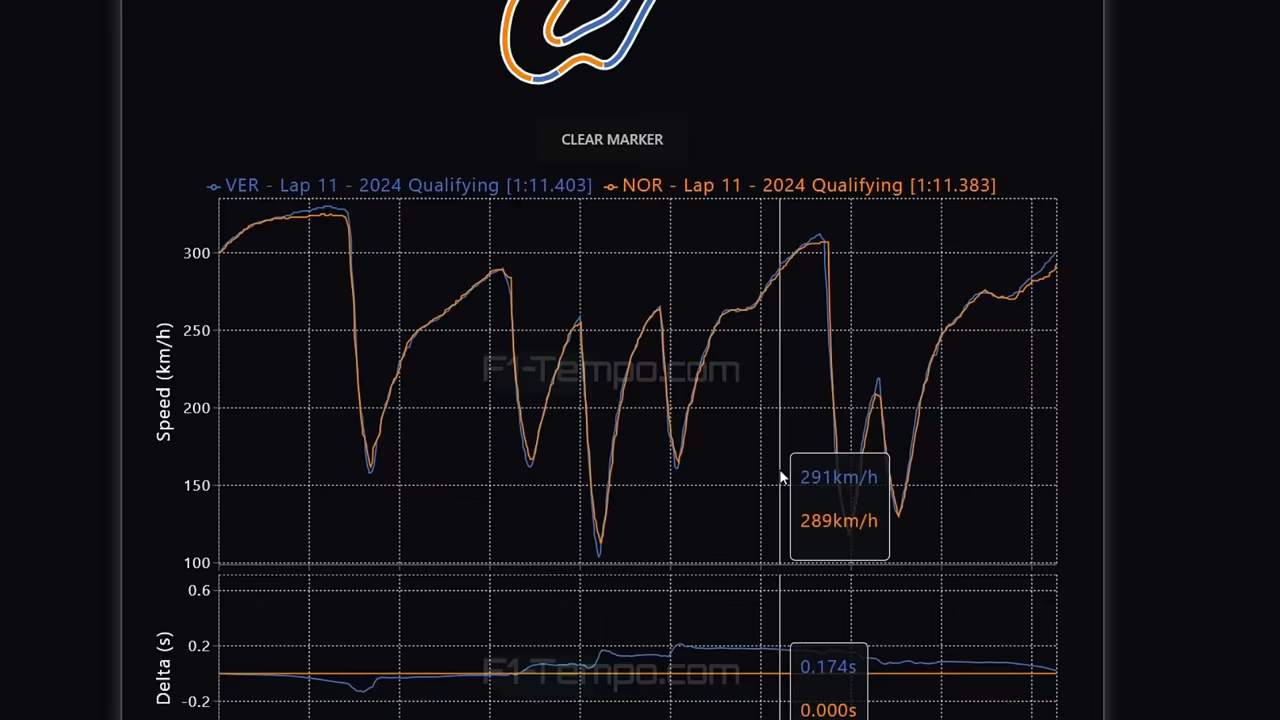 CLEAR MARKER
VER - Lap 11 - 2024 Qualifying [1:11.403] NOR - Lap 11 - 2024 Qualifying [1:11.383]
300
250
Speed (km/h)
F1-Tempo.com
200
150
291km/h
289km/h
100
0.6
0.2
Delta (s)
F1-Tempo.com
0.174s
-0.2
0.000s